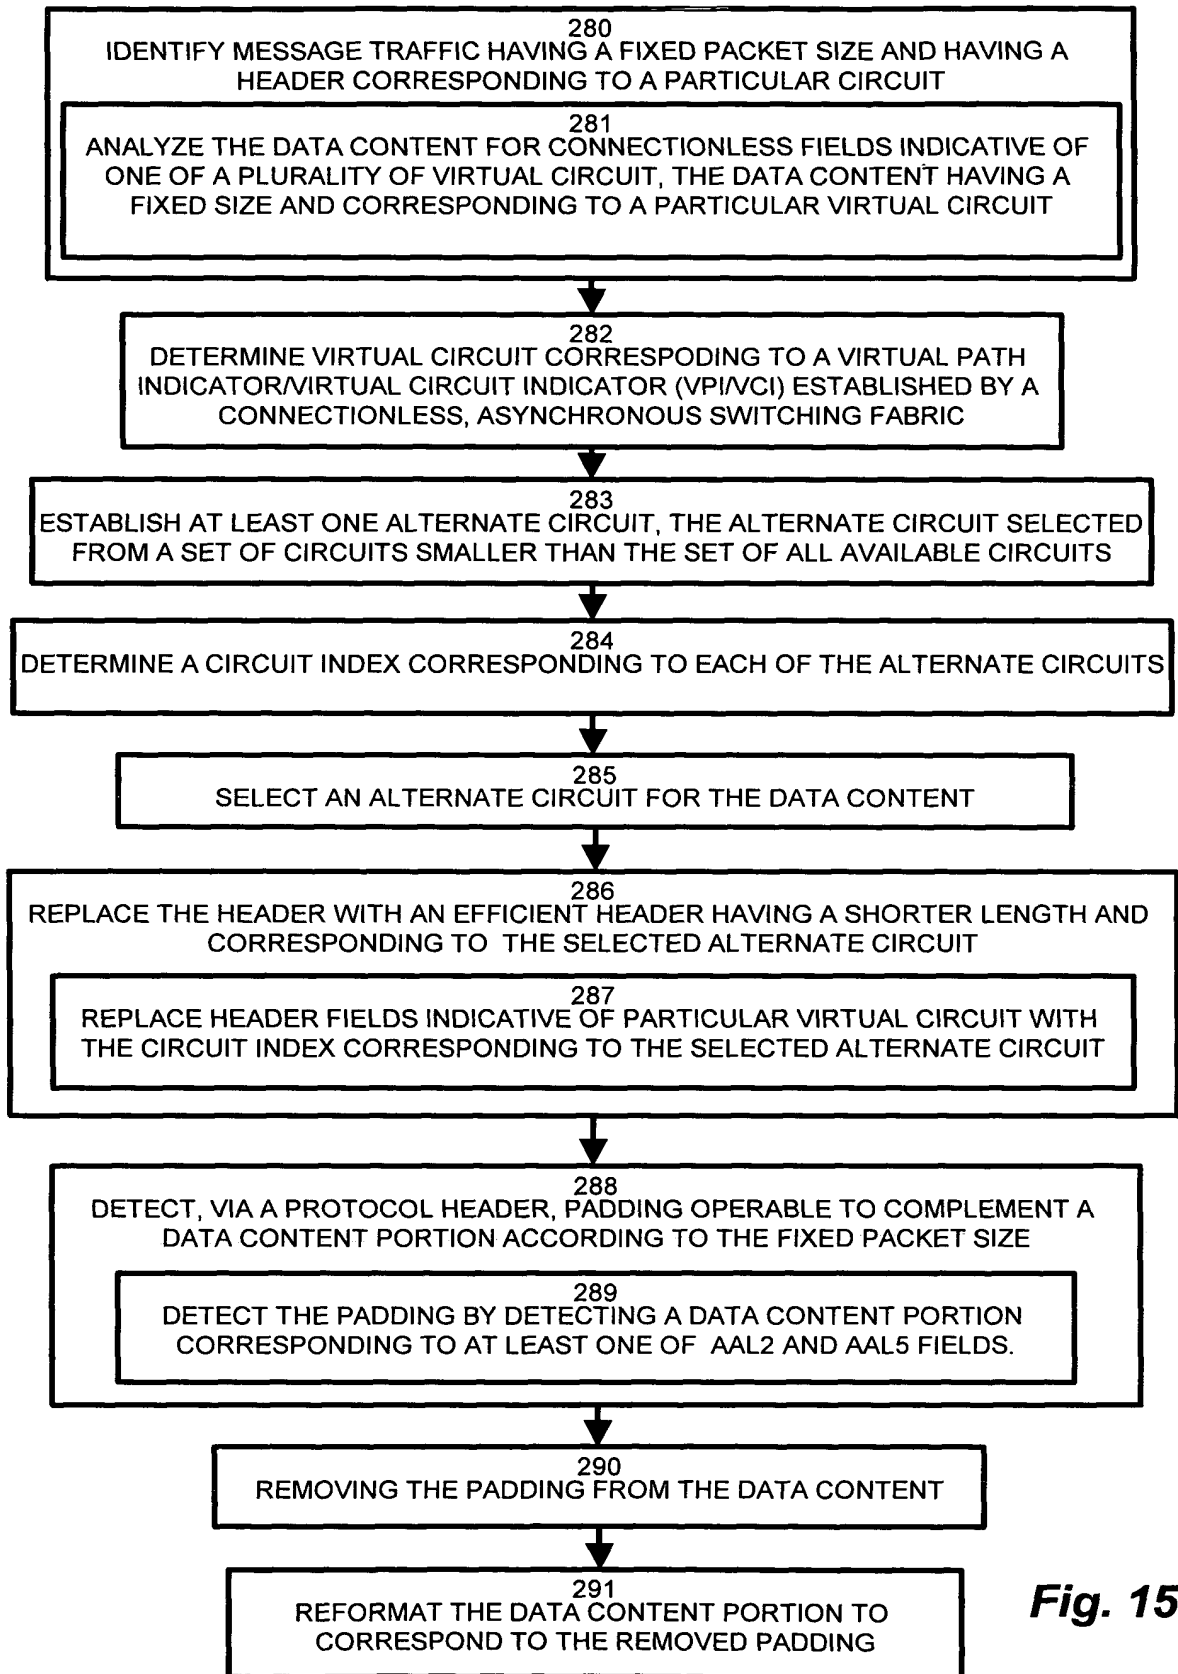 280
IDENTIFY MESSAGE TRAFFIC HAVING A FIXED PACKET SIZE AND HAVING A
HEADER CORRESPONDING TO A PARTICULAR CIRCUIT
281
ANALYZE THE DATA CONTENT FOR CONNECTIONLESS FIELDS INDICATIVE OF
ONE OF A PLURALITY OF VIRTUAL CIRCUIT, THE DATA CONTENT HAVING A
FIXED SIZE AND CORRESPONDING TO A PARTICULAR VIRTUAL CIRCUIT
282
DETERMINE VIRTUAL CIRCUIT CORRESPODING TO A VIRTUAL PATH
INDICATOR/VIRTUAL CIRCUIT INDICATOR (VPI/VCI) ESTABLISHED BY A
CONNECTIONLESS, ASYNCHRONOUS SWITCHING FABRIC
283
ESTABLISH AT LEAST ONE ALTERNATE CIRCUIT, THE ALTERNATE CIRCUIT SELECTED
FROM A SET OF CIRCUITS SMALLER THAN THE SET OF ALL AVAILABLE CIRCUITS
284
DETERMINE A CIRCUIT INDEX CORRESPONDING TO EACH OF THE ALTERNATE CIRCUITS
285
SELECT AN ALTERNATE CIRCUIT FOR THE DATA CONTENT
286
REPLACE THE HEADER WITH AN EFFICIENT HEADER HAVING A SHORTER LENGTH AND
CORRESPONDING TO THE SELECTED ALTERNATE CIRCUIT
287
REPLACE HEADER FIELDS INDICATIVE OF PARTICULAR VIRTUAL CIRCUIT WITH
THE CIRCUIT INDEX CORRESPONDING TO THE SELECTED ALTERNATE CIRCUIT
288
DETECT, VIA A PROTOCOL HEADER, PADDING OPERABLE TO COMPLEMENT A
DATA CONTENT PORTION ACCORDING TO THE FIXED PACKET SIZE
289
DETECT THE PADDING BY DETECTING A DATA CONTENT PORTION
CORRESPONDING TO AT LEAST ONE OF AAL2 AND AAL5 FIELDS.
290
REMOVING THE PADDING FROM THE DATA CONTENT
291
REFORMAT THE DATA CONTENT PORTION TO
CORRESPOND TO THE REMOVED PADDING
Fig. 15